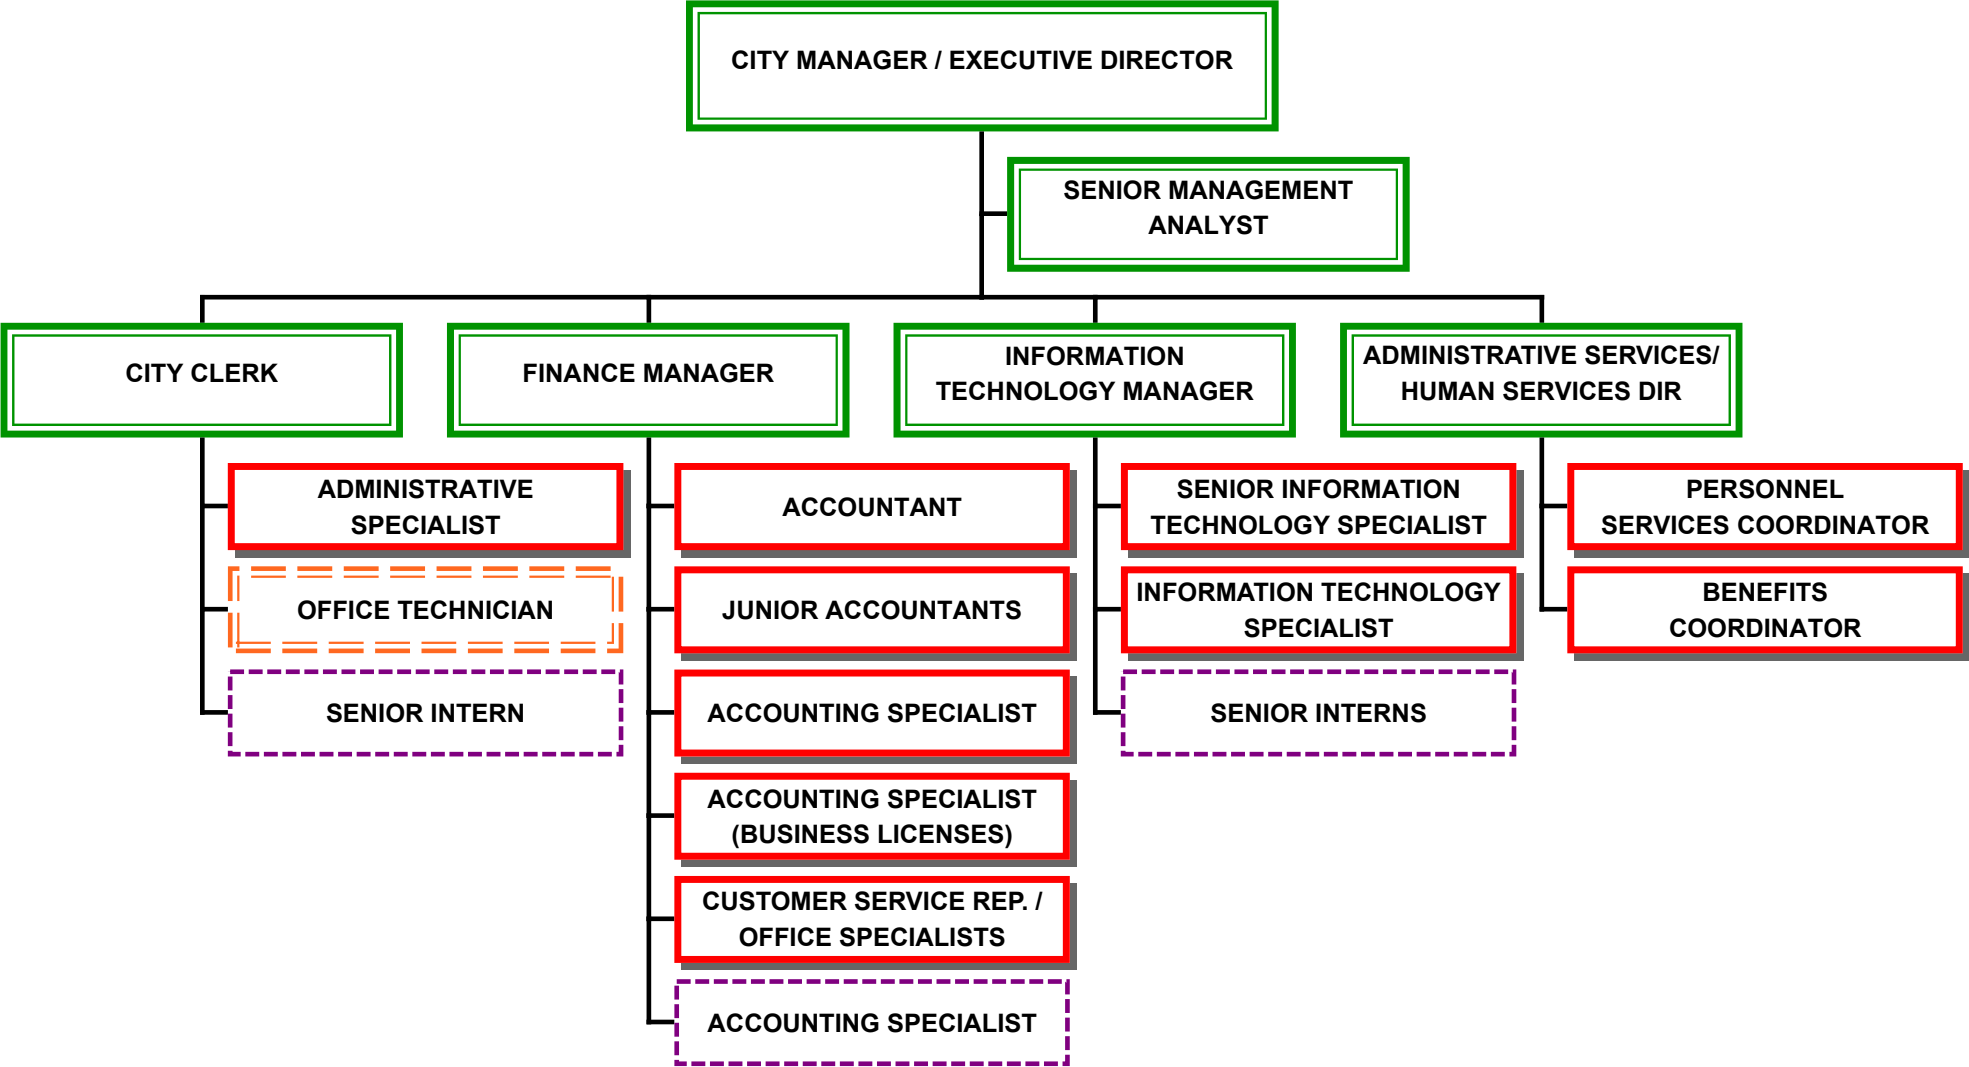 CITY MANAGER / EXECUTIVE DIRECTOR
SENIOR MANAGEMENT
ANALYST
CITY CLERK
FINANCE MANAGER
INFORMATION
TECHNOLOGY MANAGER
ADMINISTRATIVE SERVICES/
HUMAN SERVICES DIR
ADMINISTRATIVE
SPECIALIST
OFFICE TECHNICIAN
SENIOR INTERN
ACCOUNTANT
JUNIOR ACCOUNTANTS
ACCOUNTING SPECIALIST
ACCOUNTING SPECIALIST
(BUSINESS LICENSES)
CUSTOMER SERVICE REP. /
OFFICE SPECIALISTS
ACCOUNTING SPECIALIST
SENIOR INFORMATION
TECHNOLOGY SPECIALIST
INFORMATION TECHNOLOGY
SPECIALIST
SENIOR INTERNS
PERSONNEL
SERVICES COORDINATOR
BENEFITS
COORDINATOR